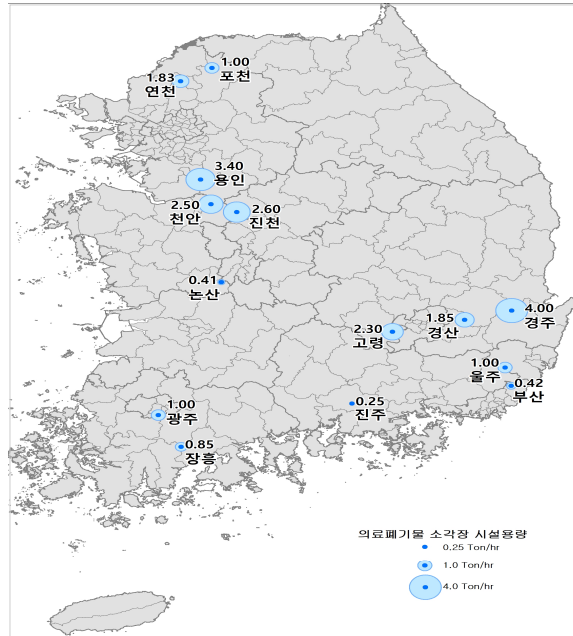 1.00
포천
1.83
연천
3.40
용인
2.50
천안
2.60
진천
0.41
논산
4.00
경주
1.85
경산
2.30
고령
1.00
울주
0.42
부산
0.25
진주
1.00
광주
0.85
장흥
의료폐기물 소각장 시설용량
0.25 Ton/hr
1.0 Ton/hr
4.0 Ton/hr